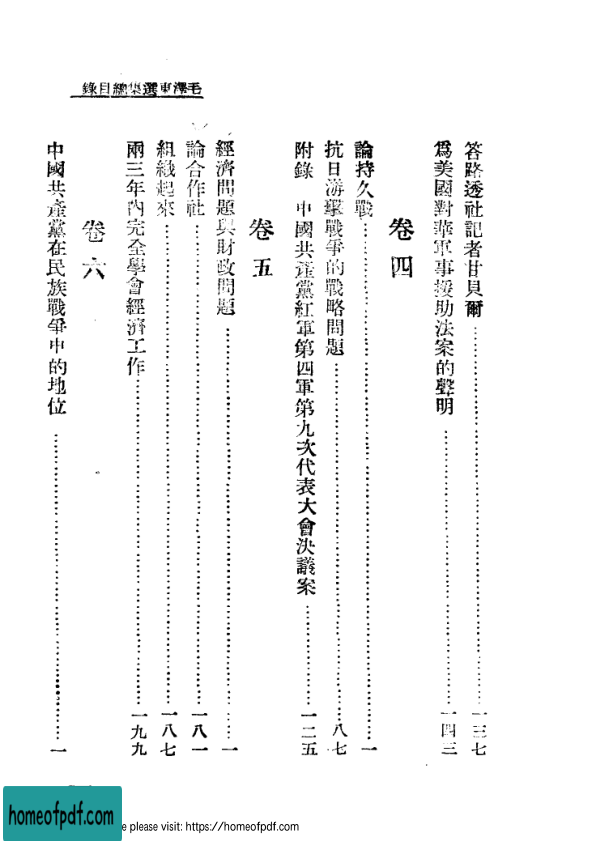 毛澤東選集總目錄
答路透社記者甘貝爾……一三七
爲美國對華軍事援助法案的聲明……一四三
卷四
論持久戰……一
抗日游擊戰爭的戰略問題……八七
附錄 中國共產黨紅軍第四軍第九次代表大會決議案……一二五
卷五
經濟問題與財政問題……一
論合作社……一八一
組織起來……一八七
兩三年內完全學會經濟工作……一九九
卷六
中國共產黨在民族戰爭中的地位……一
homeofpdf.com
e please visit: https://homeofpdf.com